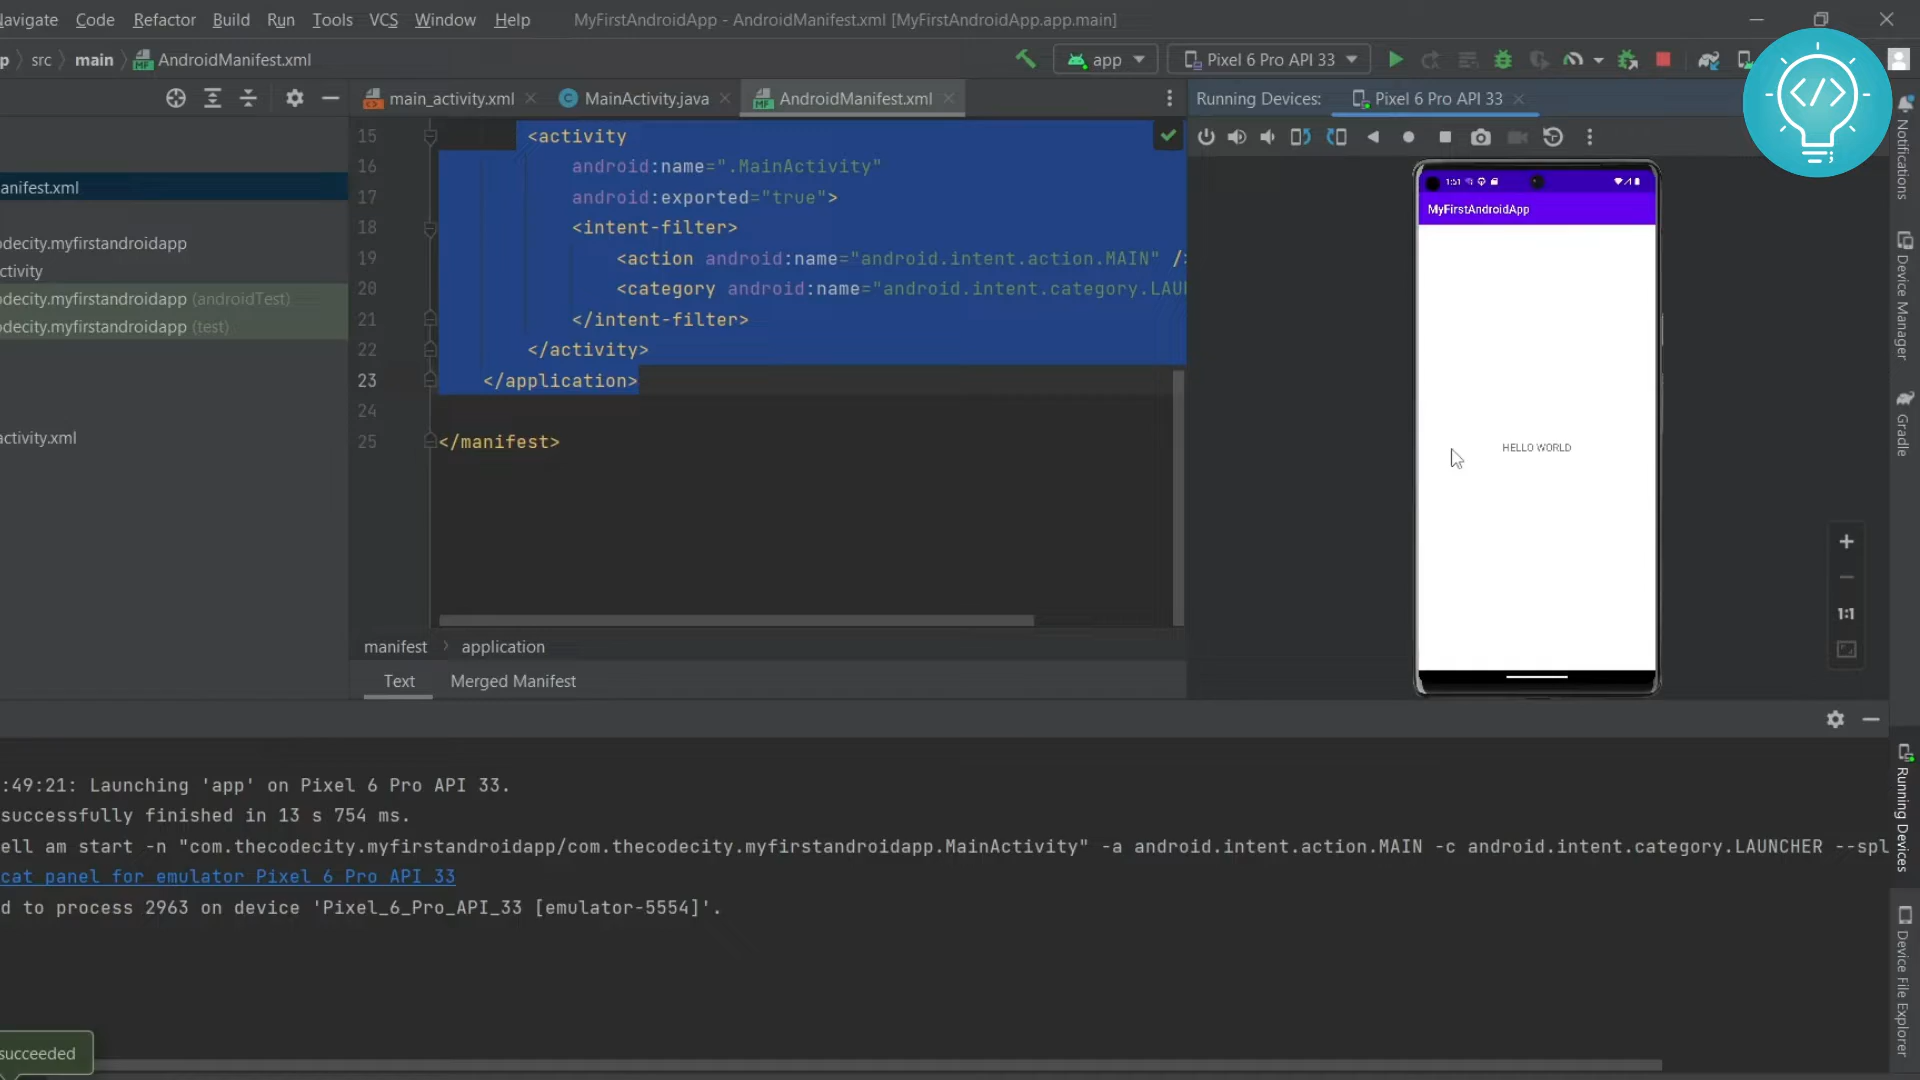 Navigate Code Refactor Build Run Tools VCS Window Help MyFirstAndroidApp - AndroidManifest.xml [MyFirstAndroidApp.app.main]
p src main AndroidManifest.xml app Pixel 6 Pro API 33
main_activity.xml MainActivity.java AndroidManifest.xml Running Devices: Pixel 6 Pro API 33
anifest.xml
odecity.myfirstandroidapp
ctivity
odecity.myfirstandroidapp (androidTest)
odecity.myfirstandroidapp (test)
activity.xml
15 <activity
16 android:name=".MainActivity"
17 android:exported="true">
18 <intent-filter>
19 <action android:name="android.intent.action.MAIN" />
20 <category android:name="android.intent.category.LAU
21 </intent-filter>
22 </activity>
23 </application>
24
25 </manifest>
manifest application
Text Merged Manifest
1:51
MyFirstAndroidApp
HELLO WORLD
1:1
Notifications
Device Manager
Gradle
Running Devices
Device File Explorer
:49:21: Launching 'app' on Pixel 6 Pro API 33.
successfully finished in 13 s 754 ms.
ell am start -n "com.thecodecity.myfirstandroidapp/com.thecodecity.myfirstandroidapp.MainActivity" -a android.intent.action.MAIN -c android.intent.category.LAUNCHER --spl
cat panel for emulator Pixel 6 Pro API 33
d to process 2963 on device 'Pixel_6_Pro_API_33 [emulator-5554]'.
succeeded